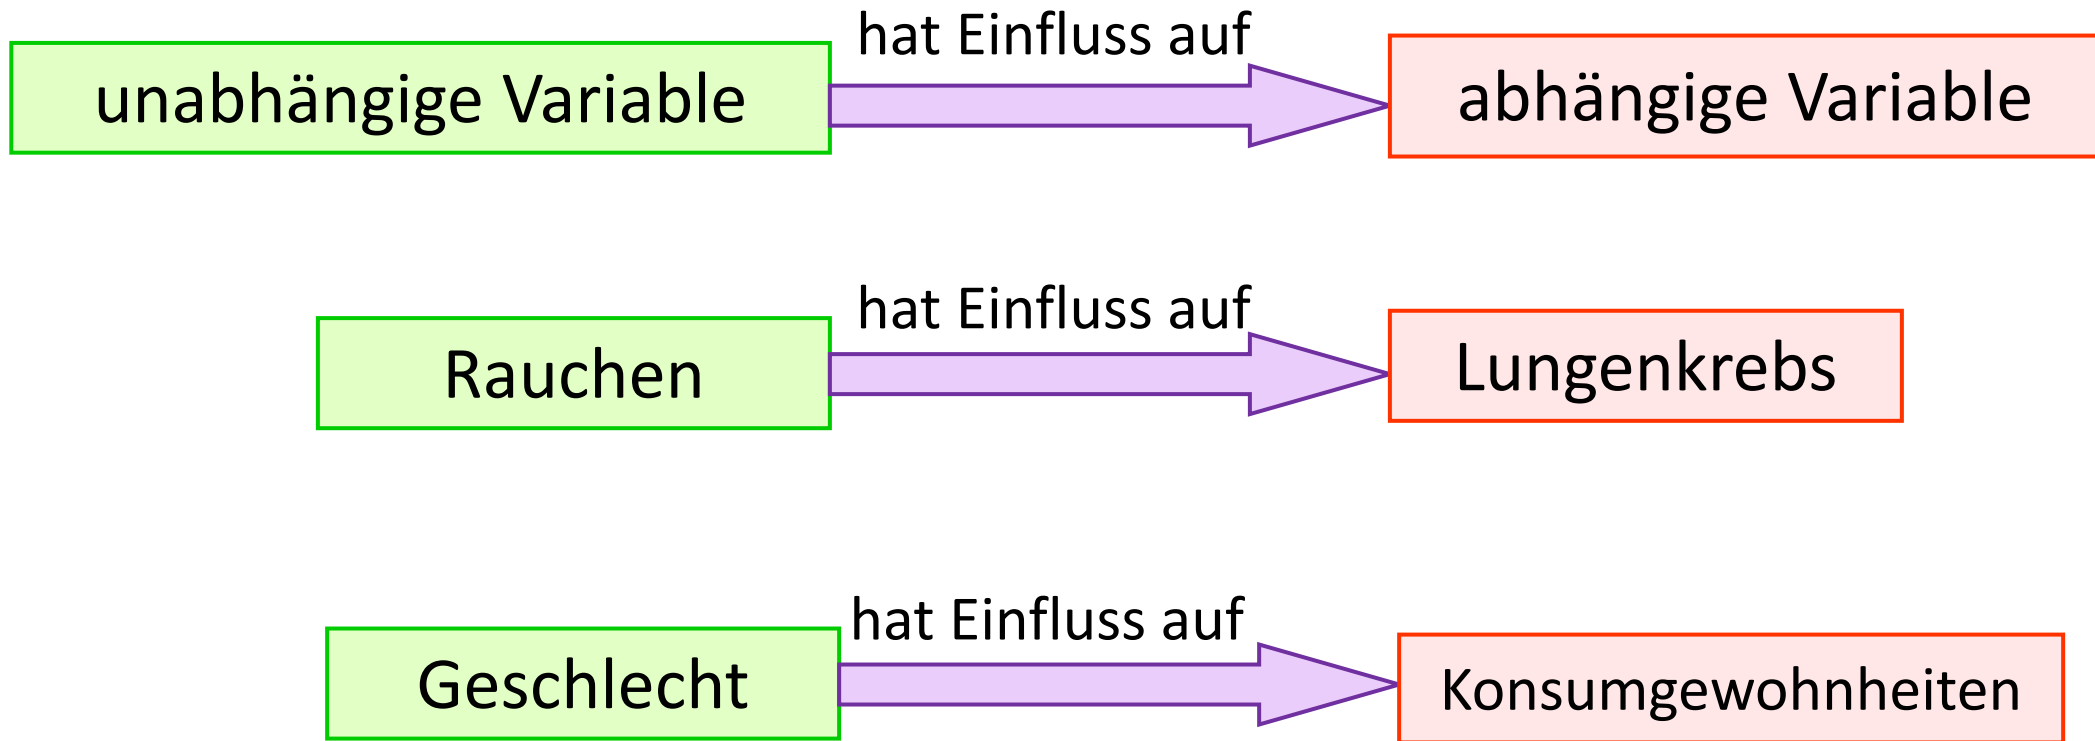 hat Einfluss auf
unabhängige Variable
abhängige Variable
hat Einfluss auf
Rauchen
Lungenkrebs
hat Einfluss auf
Geschlecht
Konsumgewohnheiten